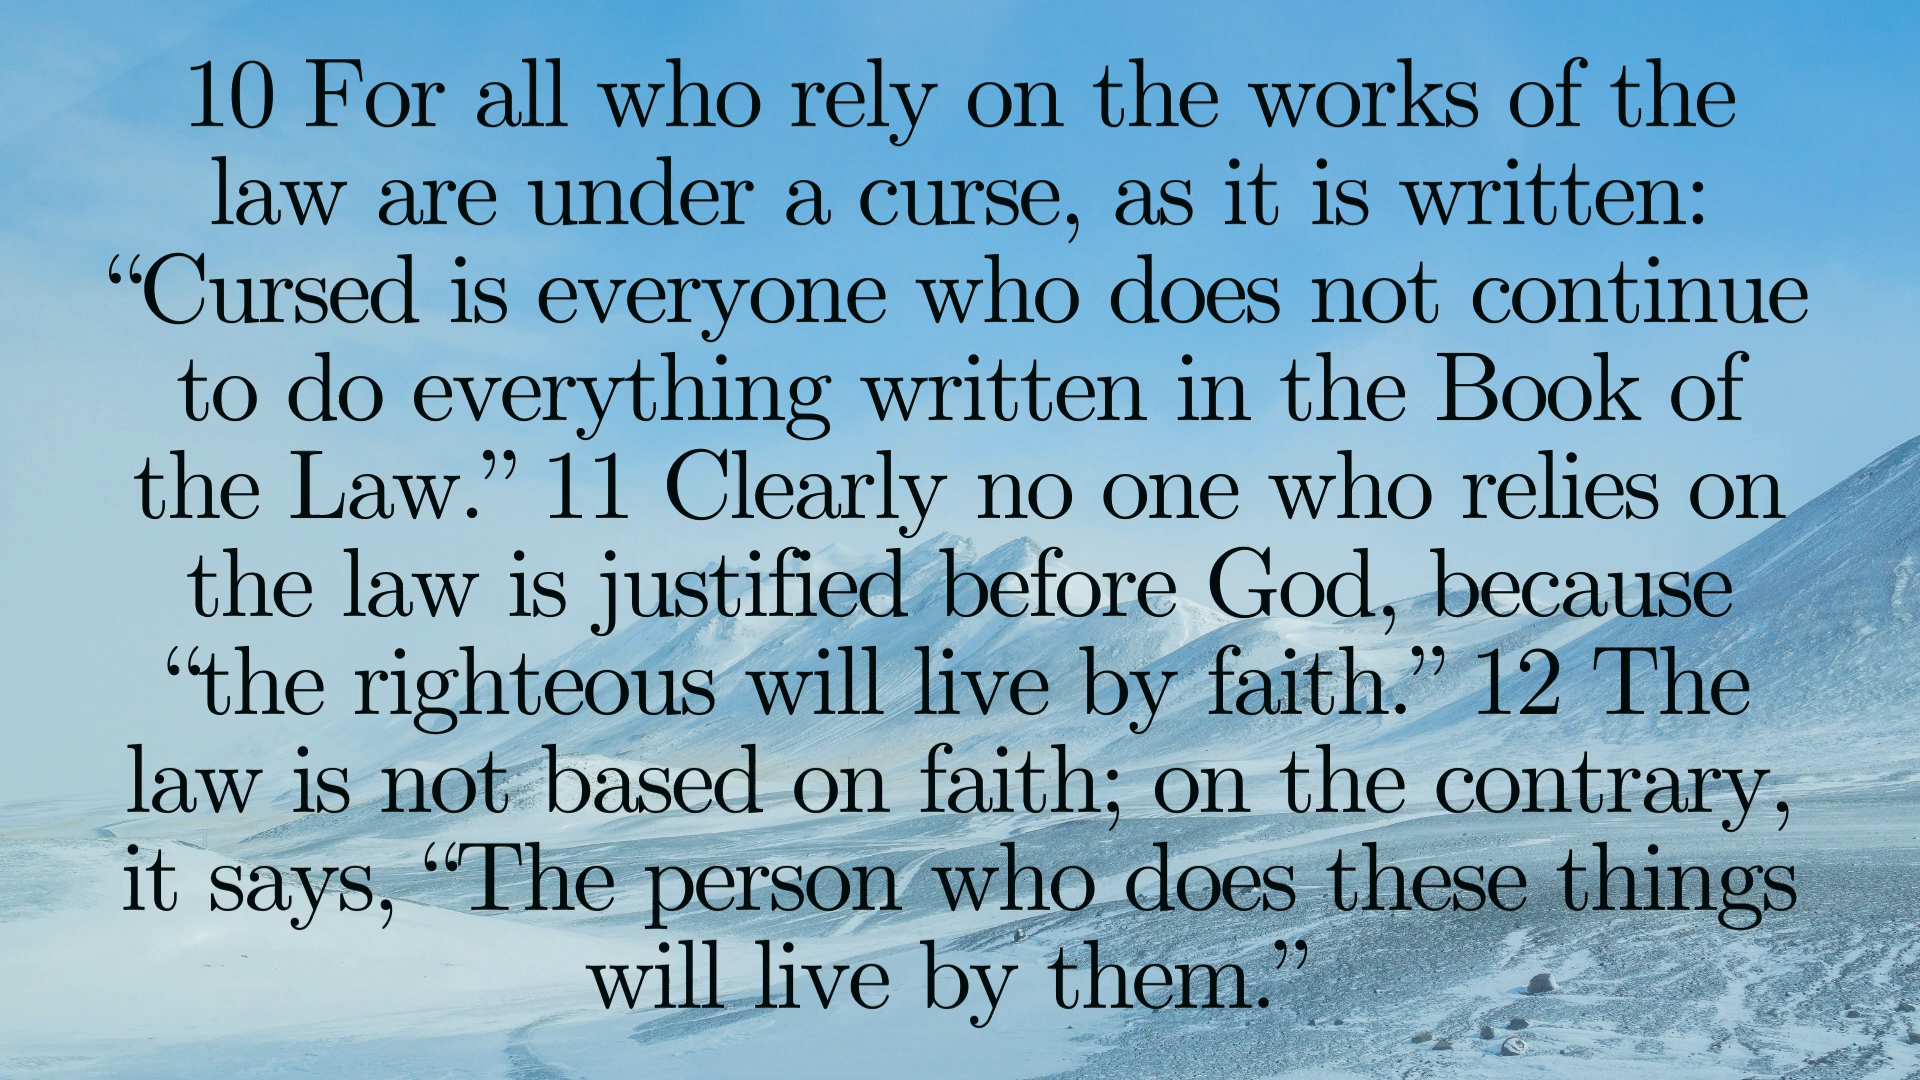 10 For all who rely on the works of the
law are under a curse, as it is written:
“Cursed is everyone who does not continue
to do everything written in the Book of
the Law.” 11 Clearly no one who relies on
the law is justified before God, because
“the righteous will live by faith.” 12 The
law is not based on faith; on the contrary,
it says, “The person who does these things
will live by them.”